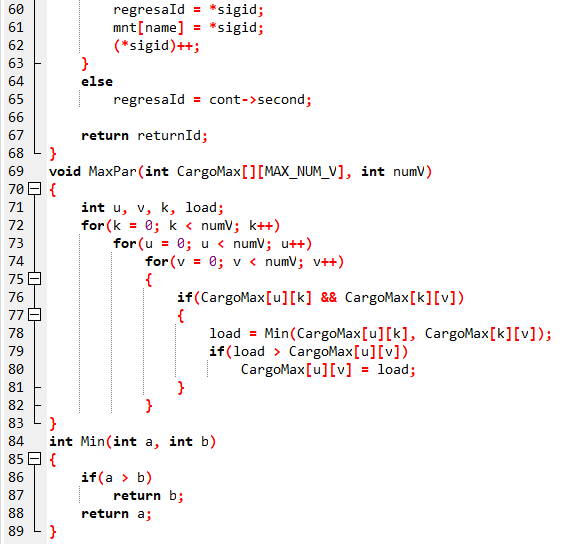 60 regresaId = *sigid;
61 mnt[name] = *sigid;
62 (*sigid)++;
63 }
64 else
65 regresaId = cont->second;
66
67 return returnId;
68 }
69 void MaxPar(int CargoMax[][MAX_NUM_V], int numV)
70 {
71 int u, v, k, load;
72 for(k = 0; k < numV; k++)
73 for(u = 0; u < numV; u++)
74 for(v = 0; v < numV; v++)
75 {
76 if(CargoMax[u][k] && CargoMax[k][v])
77 {
78 load = Min(CargoMax[u][k], CargoMax[k][v]);
79 if(load > CargoMax[u][v])
80 CargoMax[u][v] = load;
81 }
82 }
83 }
84 int Min(int a, int b)
85 {
86 if(a > b)
87 return b;
88 return a;
89 }